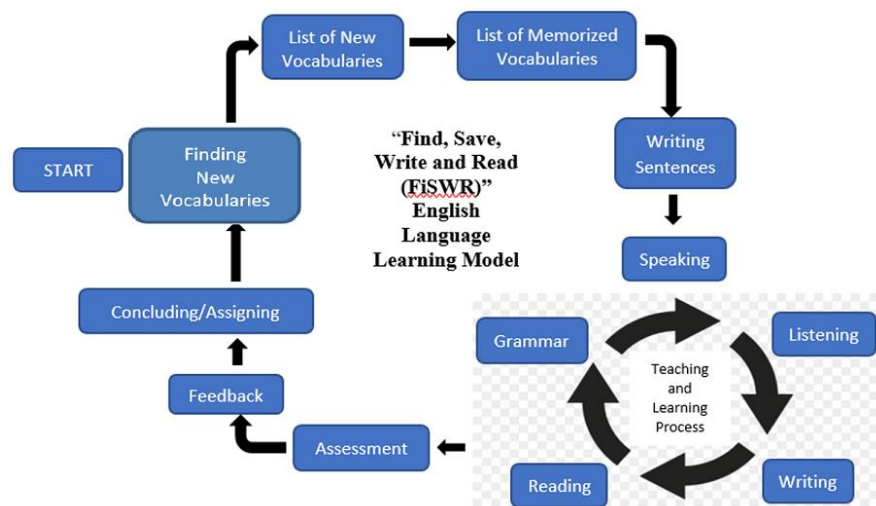 List of New
Vocabularies
List of Memorized
Vocabularies
START
Finding
New
Vocabularies
“Find, Save,
Write and Read
(FiSWR)”
English
Language
Learning Model
Writing
Sentences
Speaking
Concluding/Assigning
Grammar
Listening
Teaching
and
Learning
Process
Feedback
Assessment
Reading
Writing